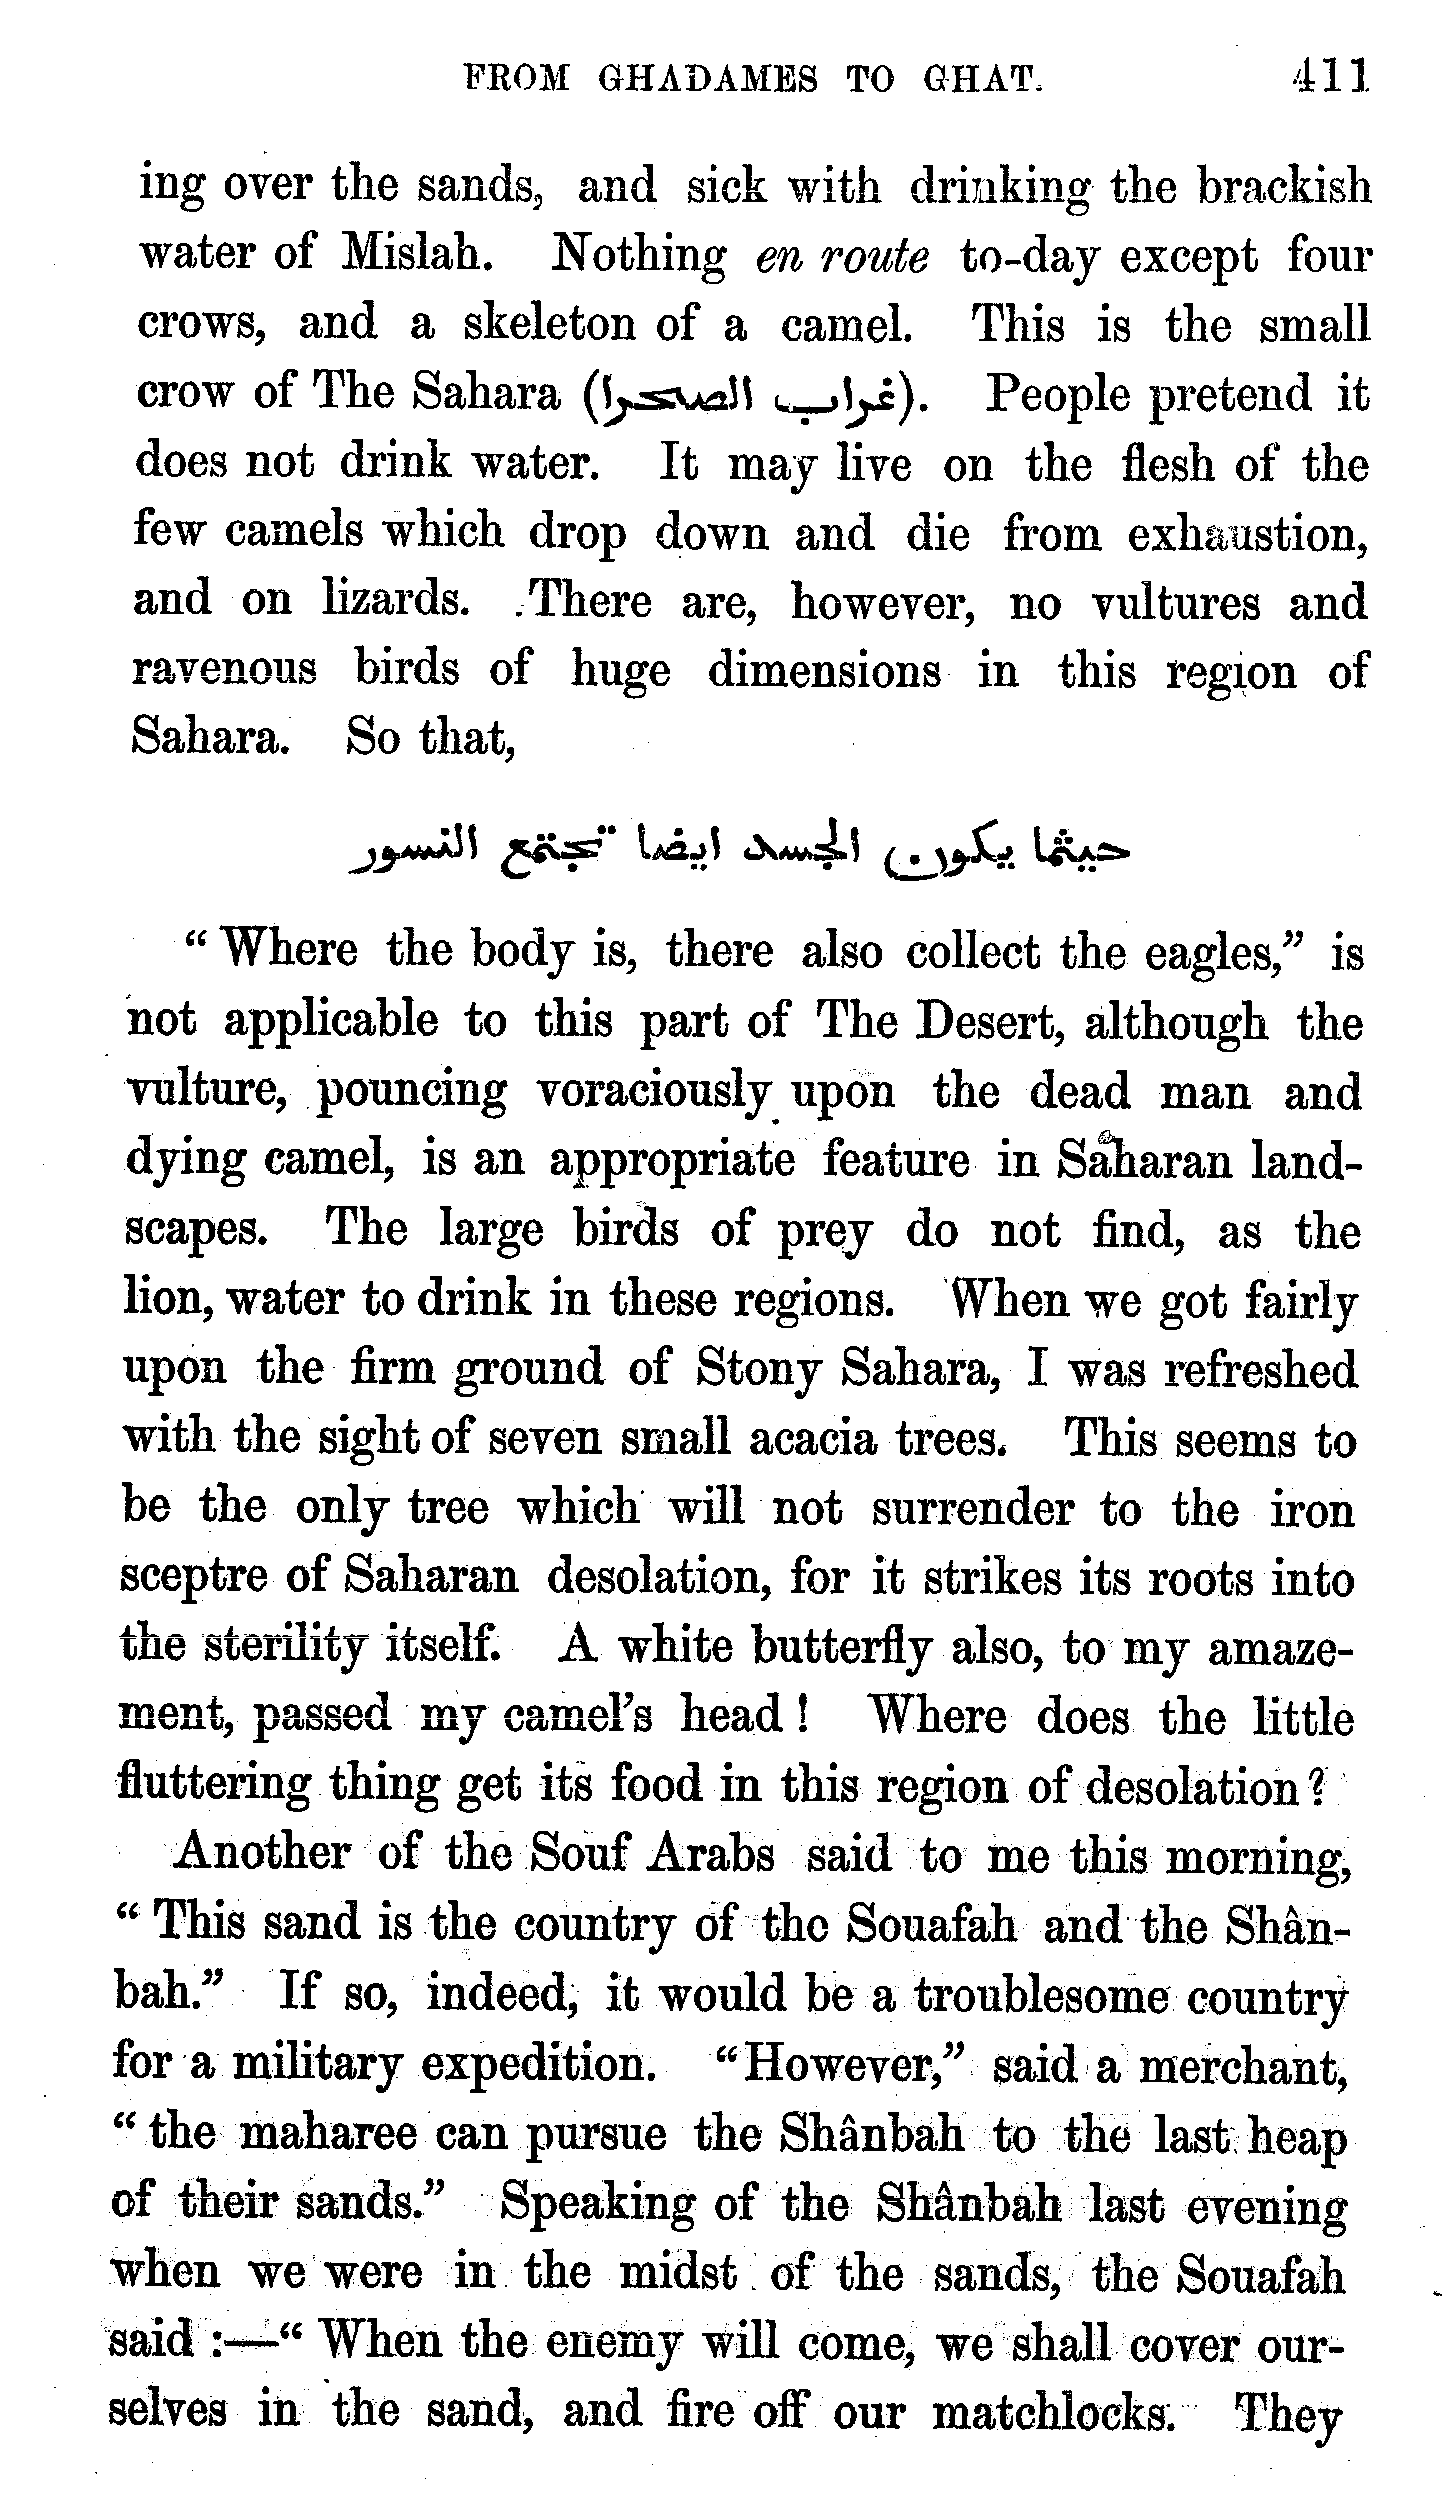 FROM GHADAMES TO GHAT. 411
ing over the sands, and sick with drinking the brackish
water of Mislah. Nothing en route to-day except four
crows, and a skeleton of a camel. This is the small
crow of The Sahara (غراب الصحرا). People pretend it
does not drink water. It may live on the flesh of the
few camels which drop down and die from exhaustion,
and on lizards. There are, however, no vultures and
ravenous birds of huge dimensions in this region of
Sahara. So that,
حيثما يكون الجسد ايضا تجتمع النسور
“Where the body is, there also collect the eagles,” is
not applicable to this part of The Desert, although the
vulture, pouncing voraciously upon the dead man and
dying camel, is an appropriate feature in Saharan land-
scapes. The large birds of prey do not find, as the
lion, water to drink in these regions. When we got fairly
upon the firm ground of Stony Sahara, I was refreshed
with the sight of seven small acacia trees. This seems to
be the only tree which will not surrender to the iron
sceptre of Saharan desolation, for it strikes its roots into
the sterility itself. A white butterfly also, to my amaze-
ment, passed my camel’s head! Where does the little
fluttering thing get its food in this region of desolation?
Another of the Souf Arabs said to me this morning,
“This sand is the country of the Souafah and the Shân-
bah.” If so, indeed, it would be a troublesome country
for a military expedition. “However,” said a merchant,
“the maharee can pursue the Shânbah to the last heap
of their sands.” Speaking of the Shânbah last evening
when we were in the midst of the sands, the Souafah
said:—“When the enemy will come, we shall cover our-
selves in the sand, and fire off our matchlocks. They